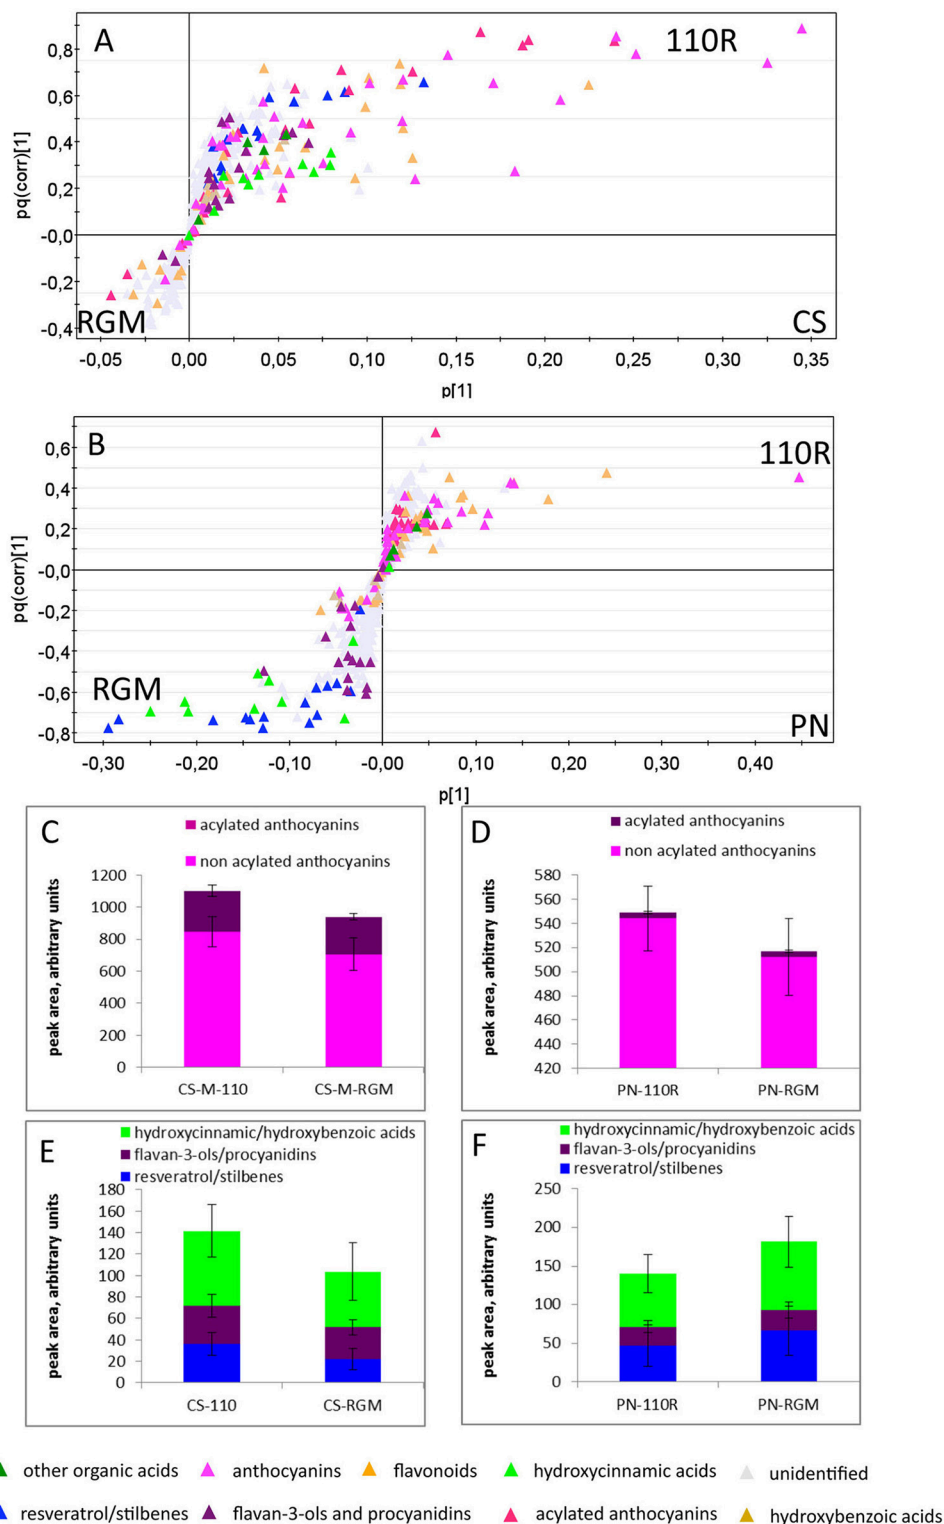 A
110R
0,8
0,6
0,4
0,2
-0,0
-0,2
-0,4
pq(corr)[1]
RGM
CS
-0,05 0,00 0,05 0,10 0,15 0,20 0,25 0,30 0,35
p[1]
B
110R
0,6
0,4
0,2
-0,0
-0,2
-0,4
-0,6
-0,8
pq(corr)[1]
RGM
PN
-0,30 -0,20 -0,10 -0,00 0,10 0,20 0,30 0,40
p[1]
C
acylated anthocyanins
non acylated anthocyanins
peak area, arbitrary units
1200
1000
800
600
400
200
0
CS-M-110 CS-M-RGM
D
acylated anthocyanins
non acylated anthocyanins
peak area, arbitrary units
580
560
540
520
500
480
460
440
420
PN-110R PN-RGM
E
hydroxycinnamic/hydroxybenzoic acids
flavan-3-ols/procyanidins
resveratrol/stilbenes
peak area, arbitrary units
180
160
140
120
100
80
60
40
20
0
CS-110 CS-RGM
F
hydroxycinnamic/hydroxybenzoic acids
flavan-3-ols/procyanidins
resveratrol/stilbenes
peak area, arbitrary units
250
200
150
100
50
0
PN-110R PN-RGM
other organic acids anthocyanins flavonoids hydroxycinnamic acids unidentified
resveratrol/stilbenes flavan-3-ols and procyanidins acylated anthocyanins hydroxybenzoic acids